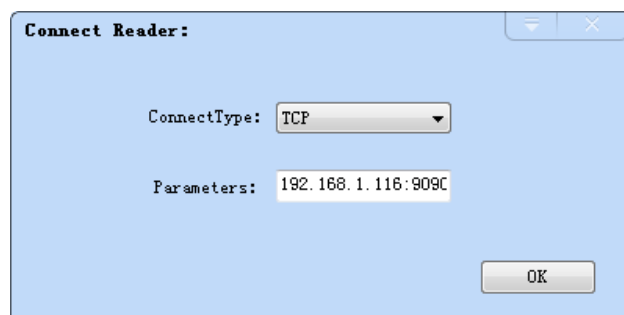 Connect Reader:
ConnectType: TCP
Parameters: 192.168.1.116:9090
OK